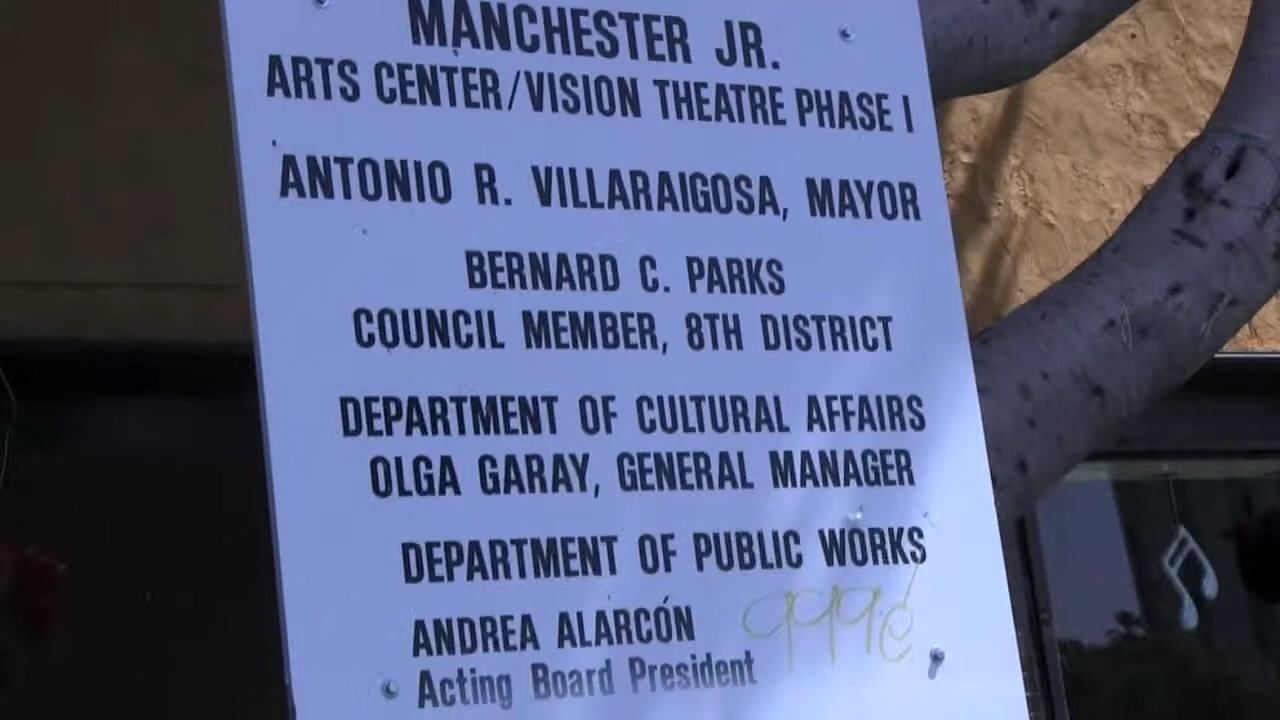 MANCHESTER JR.
ARTS CENTER/VISION THEATRE PHASE I
ANTONIO R. VILLARAIGOSA, MAYOR
BERNARD C. PARKS
COUNCIL MEMBER, 8TH DISTRICT
DEPARTMENT OF CULTURAL AFFAIRS
OLGA GARAY, GENERAL MANAGER
DEPARTMENT OF PUBLIC WORKS
ANDREA ALARCÓN
Acting Board President